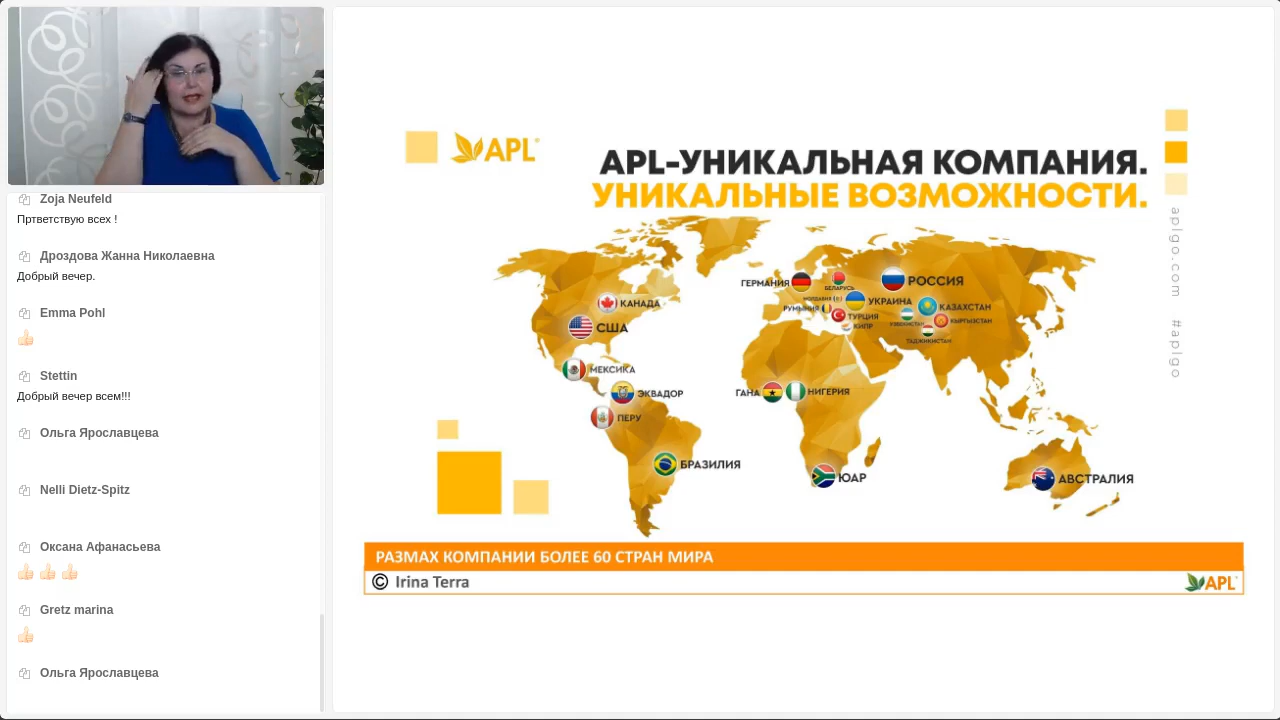 Zoja Neufeld
Пртветствую всех !
Дроздова Жанна Николаевна
Добрый вечер.
Emma Pohl
Stettin
Добрый вечер всем!!!
Ольга Ярославцева
Nelli Dietz-Spitz
Оксана Афанасьева
Gretz marina
Ольга Ярославцева
APL
APL-УНИКАЛЬНАЯ КОМПАНИЯ.
УНИКАЛЬНЫЕ ВОЗМОЖНОСТИ.
aplgo.com #aplgo
ГЕРМАНИЯ
БЕЛАРУСЬ
РОССИЯ
КАНАДА
МОЛДАВИЯ
УКРАИНА
РУМЫНИЯ
КАЗАХСТАН
США
ТУРЦИЯ
УЗБЕКИСТАН
КЫРГЫЗСТАН
КИПР
ТАДЖИКИСТАН
МЕКСИКА
ЭКВАДОР
ГАНА
НИГЕРИЯ
ПЕРУ
БРАЗИЛИЯ
ЮАР
АВСТРАЛИЯ
РАЗМАХ КОМПАНИИ БОЛЕЕ 60 СТРАН МИРА
© Irina Terra
APL